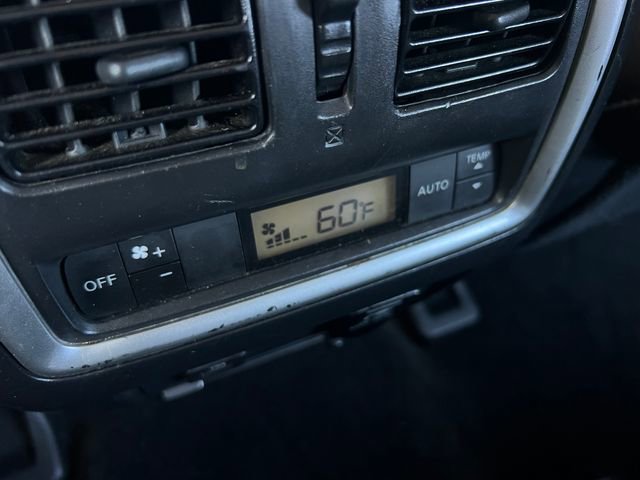 OFF
+
-
60°F
AUTO
TEMP